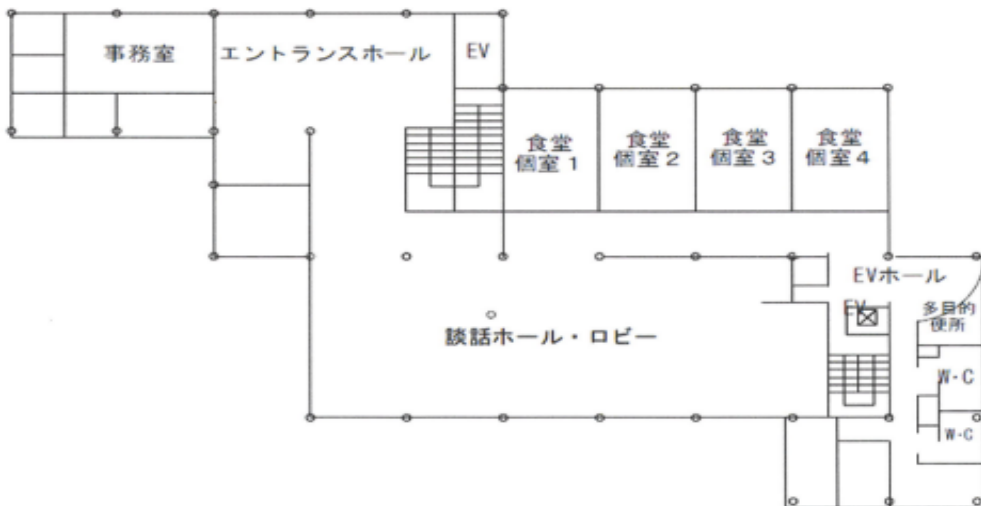 事務室
エントランスホール
EV
食堂
個室1
食堂
個室2
食堂
個室3
食堂
個室4
EVホール
EV
多目的
便所
談話ホール・ロビー
W・C
W・C